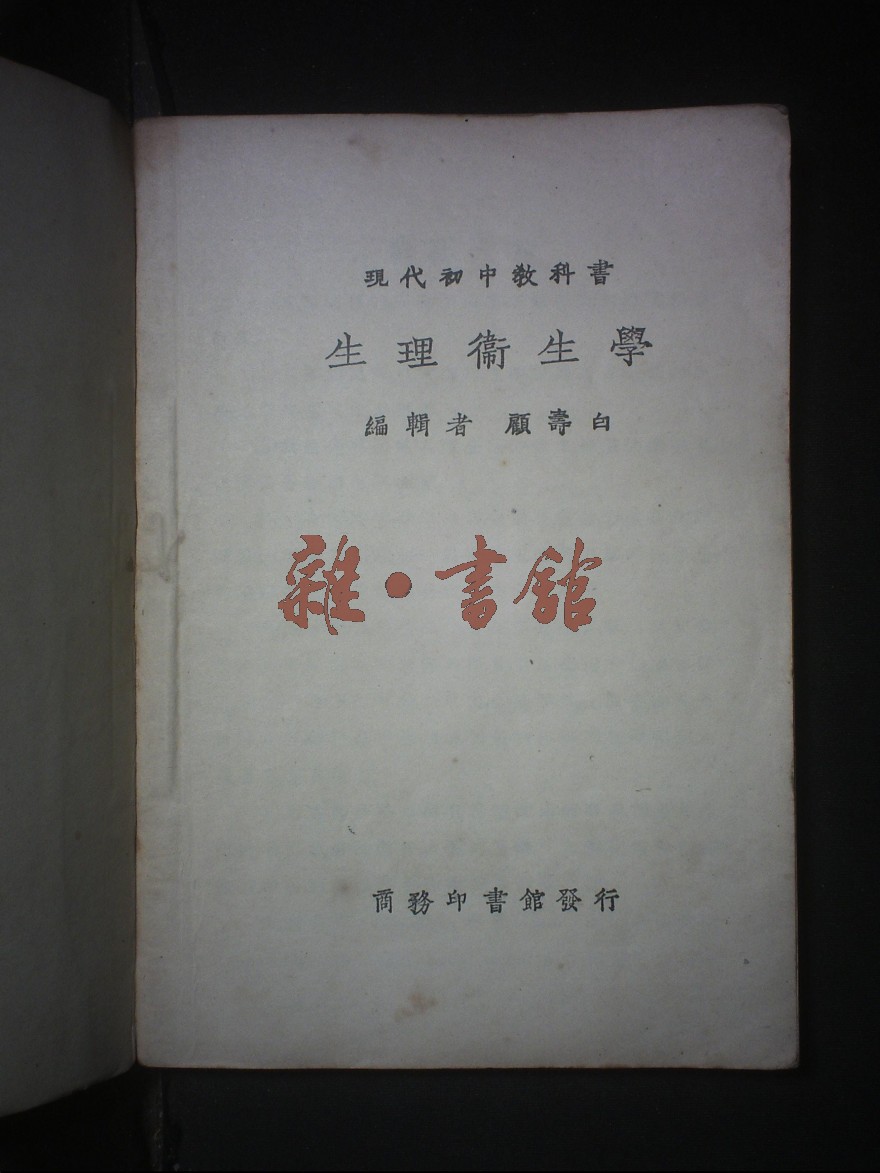 現代初中教科書
生理衞生學
編輯者 顧壽白
雜·書館
商務印書館發行